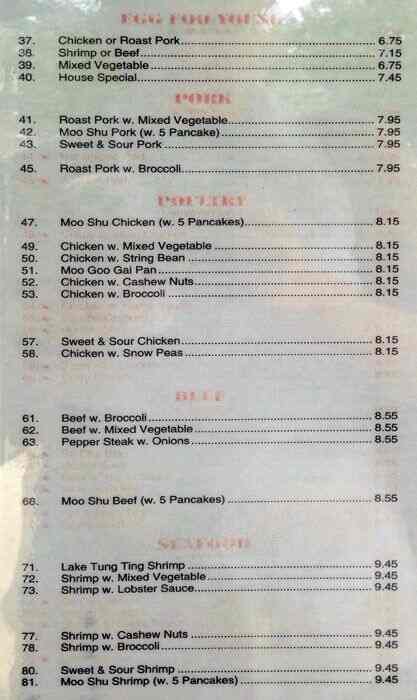 EGG FOR YOUNG
37. Chicken or Roast Pork 6.75
38. Shrimp or Beef 7.15
39. Mixed Vegetable 6.75
40. House Special 7.45
PORK
41. Roast Pork w. Mixed Vegetable 7.95
42. Moo Shu Pork (w. 5 Pancake) 7.95
43. Sweet & Sour Pork 7.95
45. Roast Pork w. Broccoli 7.95
POULTRY
47. Moo Shu Chicken (w. 5 Pancakes) 8.15
49. Chicken w. Mixed Vegetable 8.15
50. Chicken w. String Bean 8.15
51. Moo Goo Gai Pan 8.15
52. Chicken w. Cashew Nuts 8.15
53. Chicken w. Broccoli 8.15
57. Sweet & Sour Chicken 8.15
58. Chicken w. Snow Peas 8.15
BEEF
61. Beef w. Broccoli 8.55
62. Beef w. Mixed Vegetable 8.55
63. Pepper Steak w. Onions 8.55
68. Moo Shu Beef (w. 5 Pancakes) 8.55
SEAFOOD
71. Lake Tung Ting Shrimp 9.45
72. Shrimp w. Mixed Vegetable 9.45
73. Shrimp w. Lobster Sauce 9.45
77. Shrimp w. Cashew Nuts 9.45
78. Shrimp w. Broccoli 9.45
80. Sweet & Sour Shrimp 9.45
81. Moo Shu Shrimp (w. 5 Pancakes) 9.45